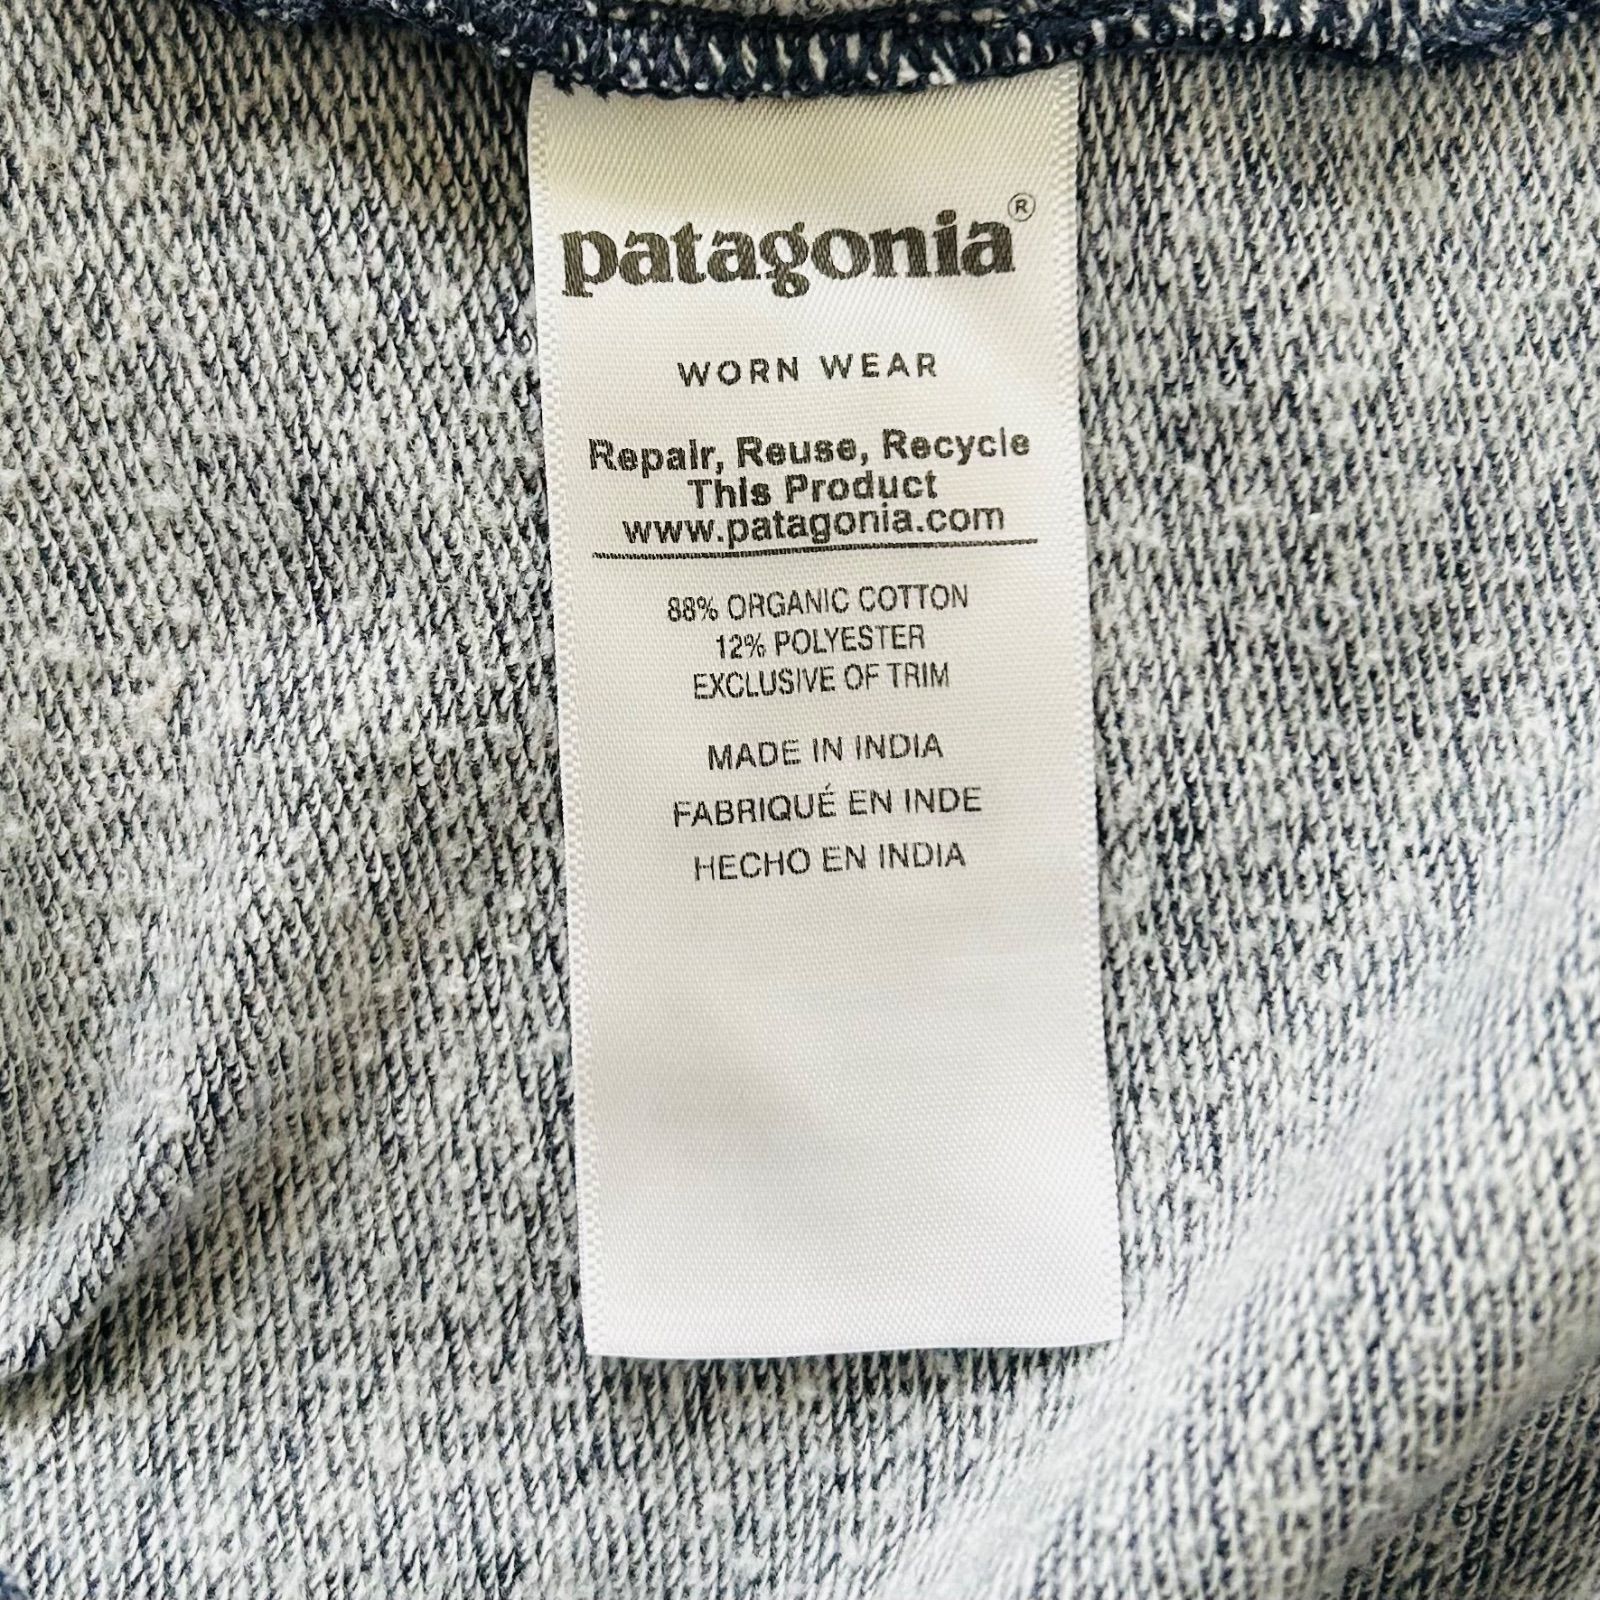 patagonia®
WORN WEAR
Repair, Reuse, Recycle
This Product
www.patagonia.com
88% ORGANIC COTTON
12% POLYESTER
EXCLUSIVE OF TRIM
MADE IN INDIA
FABRIQUÉ EN INDE
HECHO EN INDIA